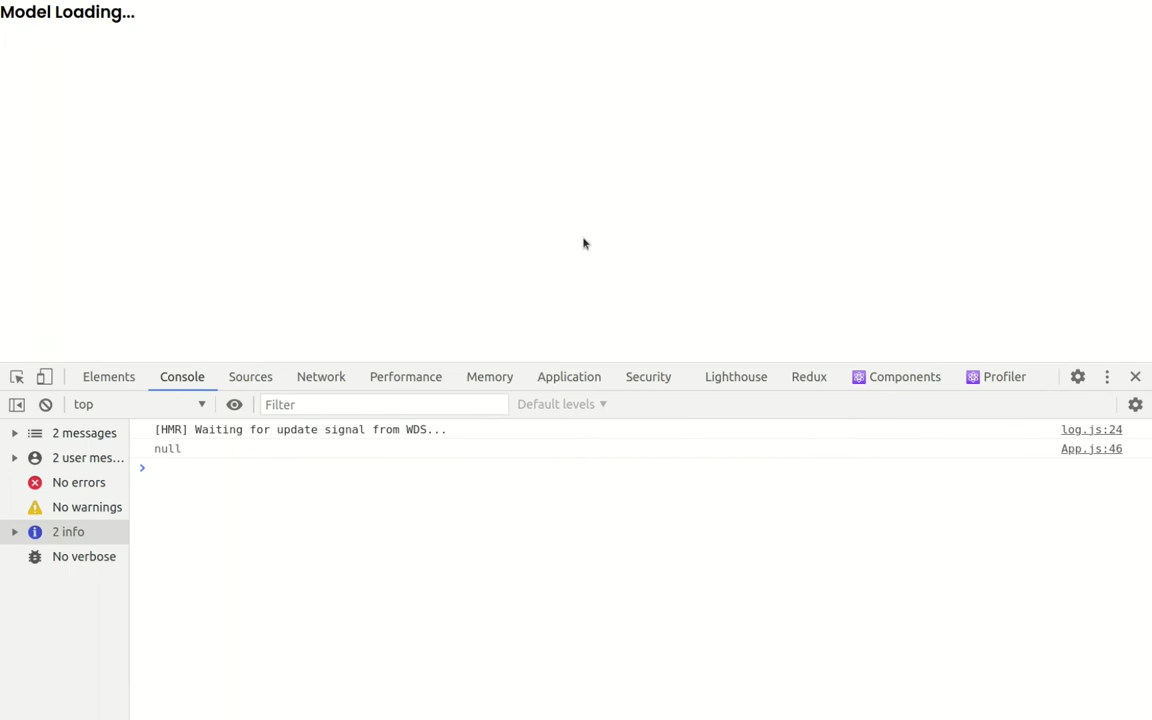 Model Loading...
Elements Console Sources Network Performance Memory Application Security Lighthouse Redux Components Profiler
top Filter Default levels
2 messages
2 user mes...
No errors
No warnings
2 info
No verbose
[HMR] Waiting for update signal from WDS... log.js:24
null App.js:46